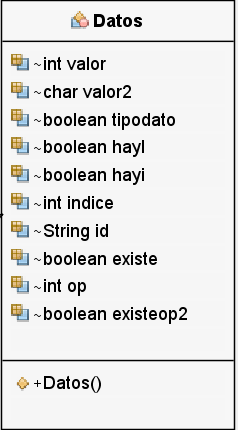 Datos
~int valor
~char valor2
~boolean tipodato
~boolean hayI
~boolean hayi
~int indice
~String id
~boolean existe
~int op
~boolean existeop2
+Datos()